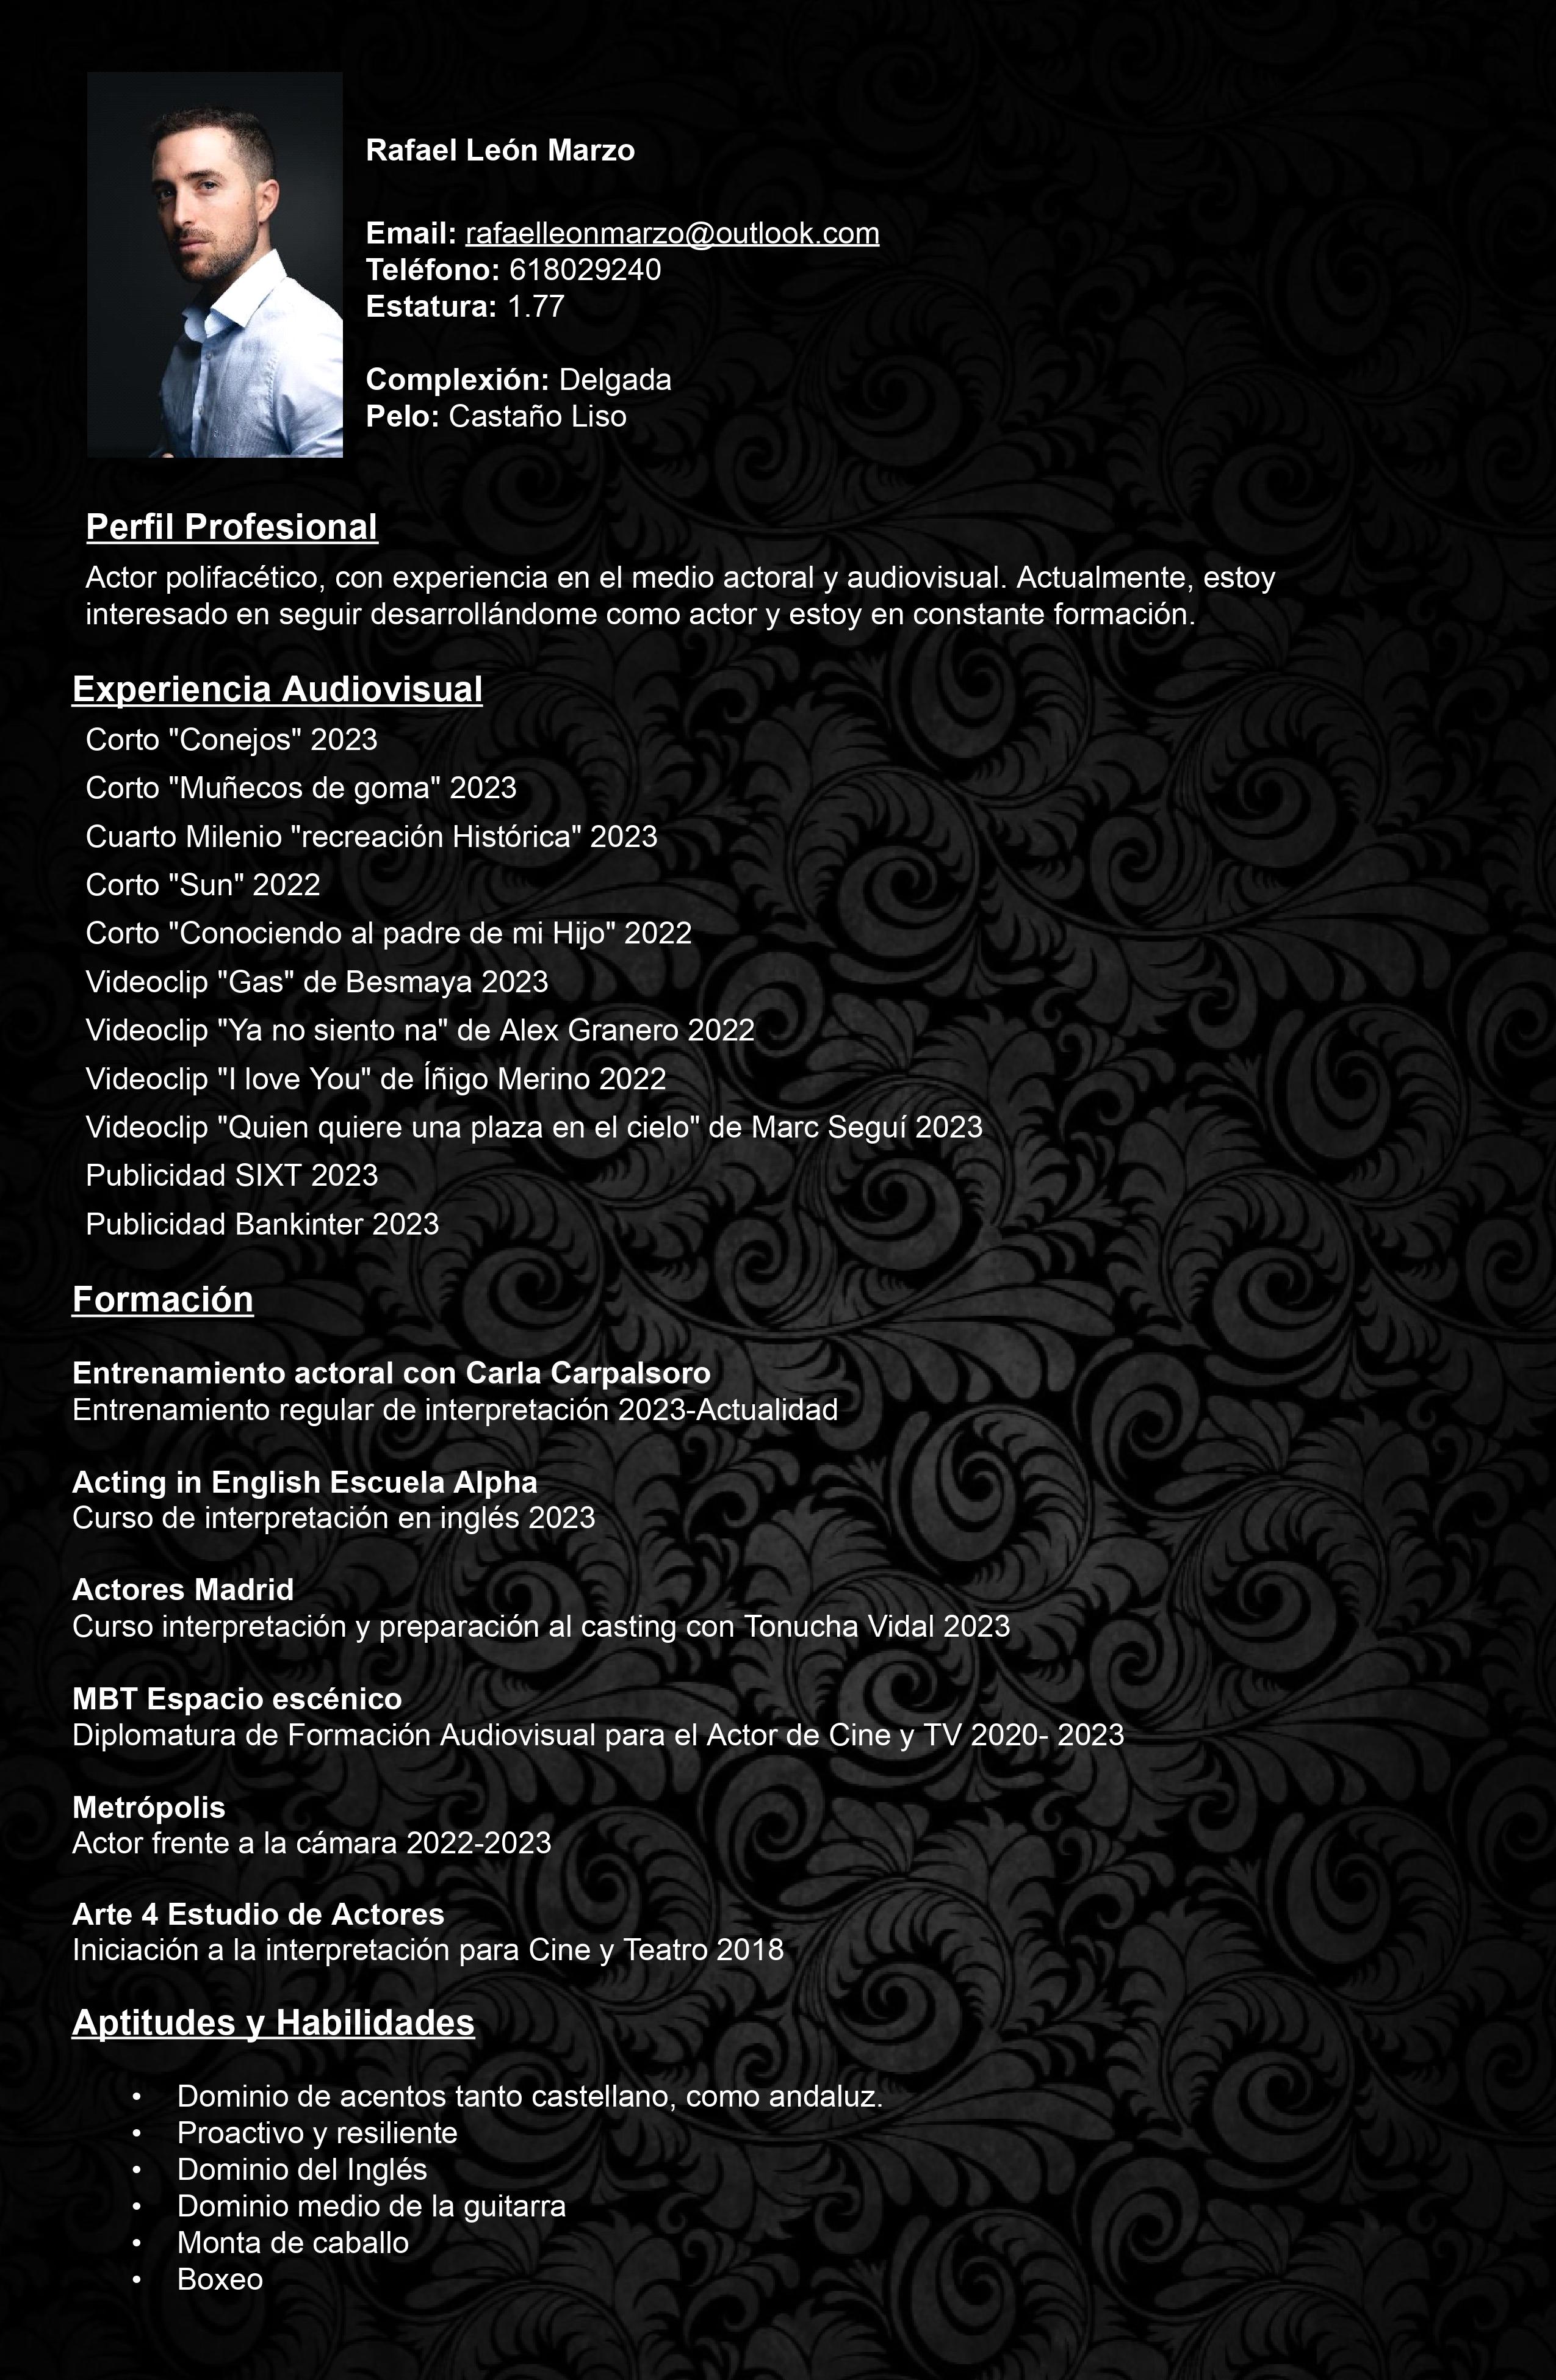 Rafael León Marzo
Email: rafaelleonmarzo@outlook.com
Teléfono: 618029240
Estatura: 1.77
Complexión: Delgada
Pelo: Castaño Liso
Perfil Profesional
Actor polifacético, con experiencia en el medio actoral y audiovisual. Actualmente, estoy
interesado en seguir desarrollándome como actor y estoy en constante formación.
Experiencia Audiovisual
Corto "Conejos" 2023
Corto "Muñecos de goma" 2023
Cuarto Milenio "recreación Histórica" 2023
Corto "Sun" 2022
Corto "Conociendo al padre de mi Hijo" 2022
Videoclip "Gas" de Besmaya 2023
Videoclip "Ya no siento na" de Alex Granero 2022
Videoclip "I love You" de Íñigo Merino 2022
Videoclip "Quien quiere una plaza en el cielo" de Marc Seguí 2023
Publicidad SIXT 2023
Publicidad Bankinter 2023
Formación
Entrenamiento actoral con Carla Carpalsoro
Entrenamiento regular de interpretación 2023-Actualidad
Acting in English Escuela Alpha
Curso de interpretación en inglés 2023
Actores Madrid
Curso interpretación y preparación al casting con Tonucha Vidal 2023
MBT Espacio escénico
Diplomatura de Formación Audiovisual para el Actor de Cine y TV 2020- 2023
Metrópolis
Actor frente a la cámara 2022-2023
Arte 4 Estudio de Actores
Iniciación a la interpretación para Cine y Teatro 2018
Aptitudes y Habilidades
• Dominio de acentos tanto castellano, como andaluz.
• Proactivo y resiliente
• Dominio del Inglés
• Dominio medio de la guitarra
• Monta de caballo
• Boxeo